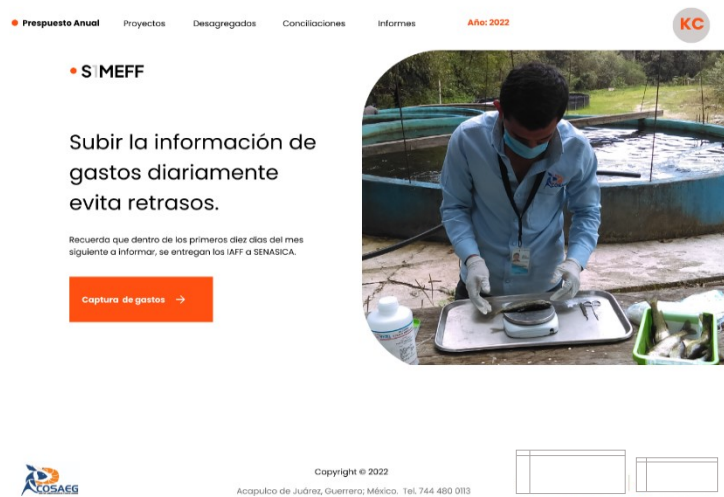 Prespuesto Anual
Proyectos
Desagregados
Conciliaciones
Informes
Año: 2022
KC
S1MEFF
Subir la información de
gastos diariamente
evita retrasos.
Recuerda que dentro de los primeros diez días del mes
siguiente a informar, se entregan los IAFF a SENASICA.
Captura de gastos
COSAEG
Copyright © 2022
Acapulco de Juárez, Guerrero; México. Tel. 744 480 0113